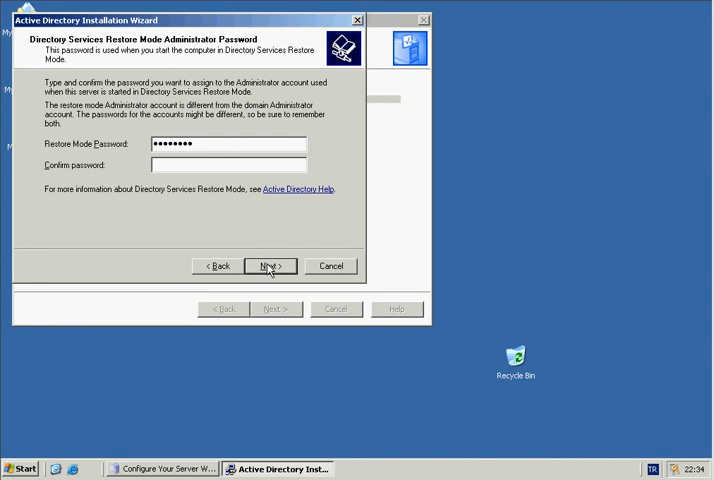 Active Directory Installation Wizard
Directory Services Restore Mode Administrator Password
This password is used when you start the computer in Directory Services Restore
Mode.
Type and confirm the password you want to assign to the Administrator account used
when this server is started in Directory Services Restore Mode.
The restore mode Administrator account is different from the domain Administrator
account. The passwords for the accounts might be different, so be sure to remember
both.
Restore Mode Password: ••••••••
Confirm password:
For more information about Directory Services Restore Mode, see Active Directory Help.
< Back Next > Cancel
< Back Next > Cancel Help
Recycle Bin
Start Configure Your Server W... Active Directory Inst... TR 22:34